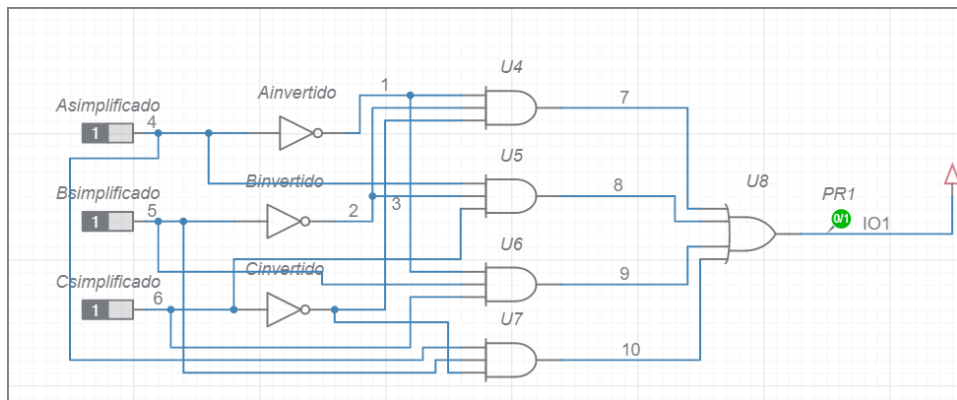 U4
1
Ainvertido
7
Asimplificado
4
1
U5
Bsimplificado
Binvertido
8
U8
1
5
2
3
PR1
0/1
IO1
U6
Csimplificado
Cinvertido
9
1
6
U7
10